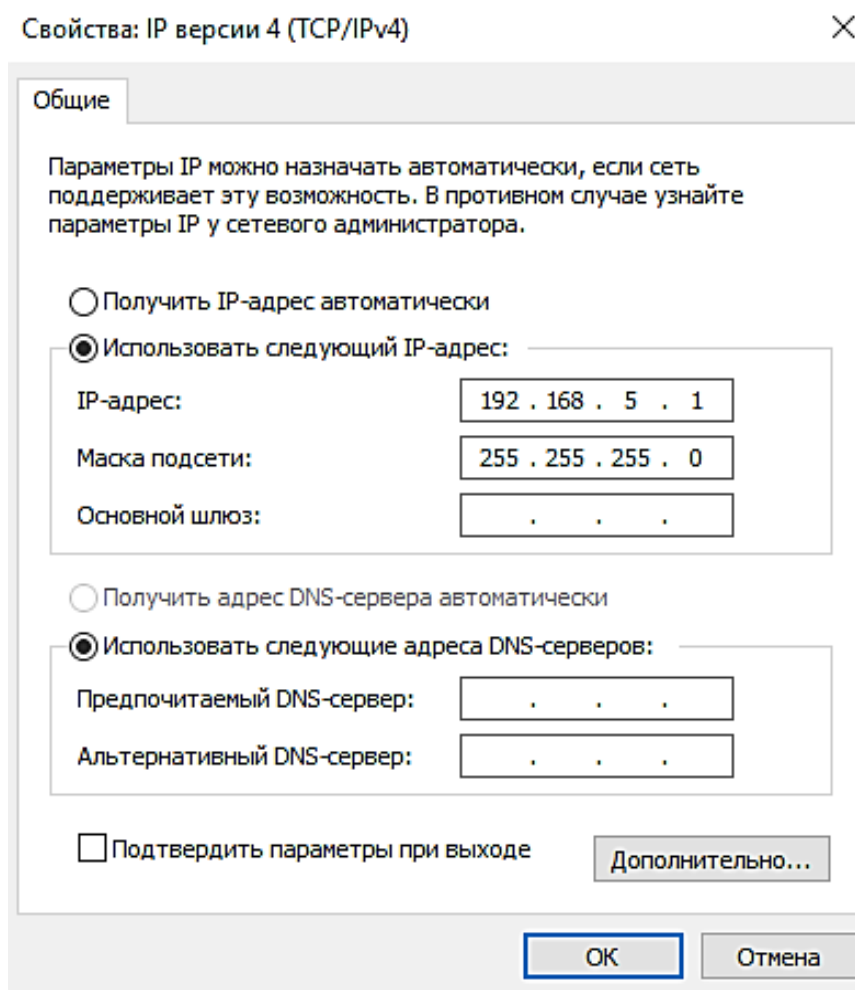 Свойства: IP версии 4 (TCP/IPv4)
Общие
Параметры IP можно назначать автоматически, если сеть
поддерживает эту возможность. В противном случае узнайте
параметры IP у сетевого администратора.
Получить IP-адрес автоматически
Использовать следующий IP-адрес:
IP-адрес: 192 . 168 . 5 . 1
Маска подсети: 255 . 255 . 255 . 0
Основной шлюз: . . .
Получить адрес DNS-сервера автоматически
Использовать следующие адреса DNS-серверов:
Предпочитаемый DNS-сервер: . . .
Альтернативный DNS-сервер: . . .
Подтвердить параметры при выходе Дополнительно...
ОК Отмена